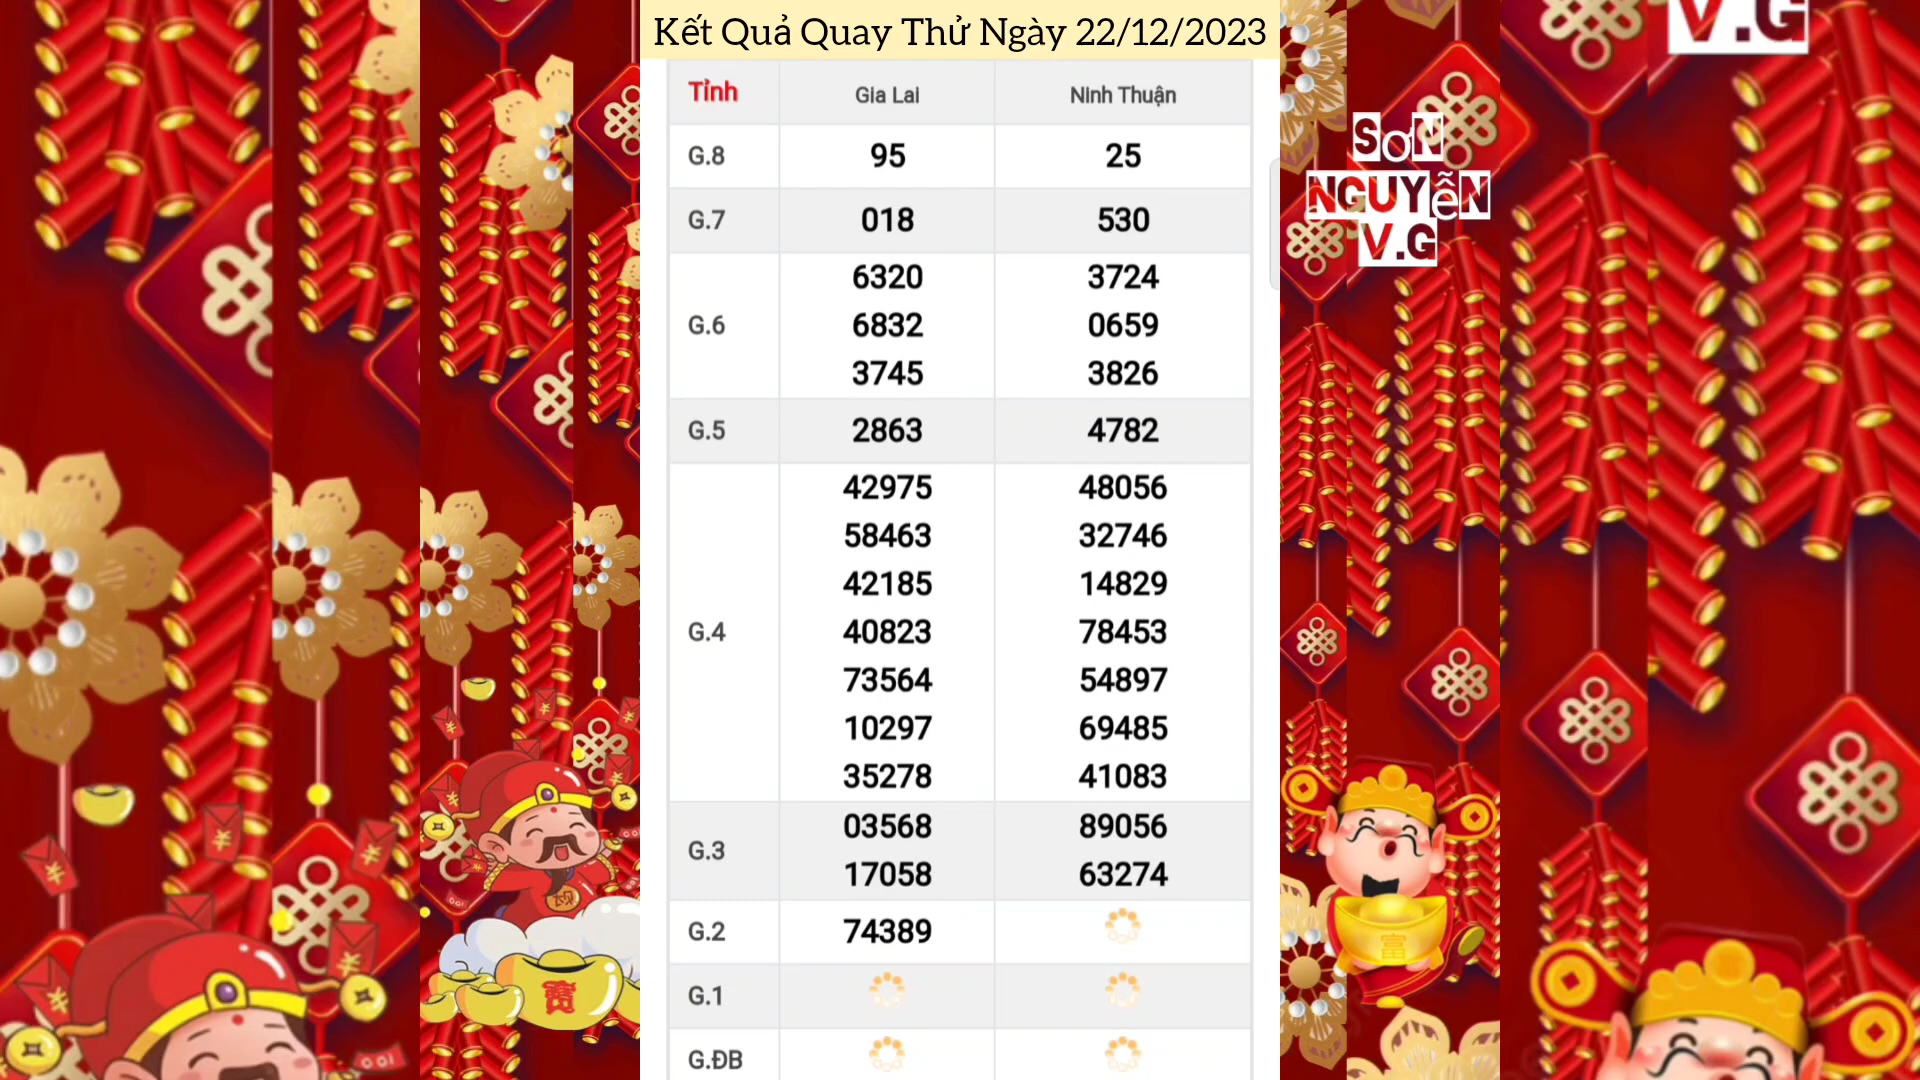 Kết Quả Quay Thử Ngày 22/12/2023
Tỉnh Gia Lai Ninh Thuận
G.8 95 25
G.7 018 530
G.6 6320 3724
6832 0659
3745 3826
G.5 2863 4782
G.4 42975 48056
58463 32746
42185 14829
40823 78453
73564 54897
10297 69485
35278 41083
G.3 03568 89056
17058 63274
G.2 74389
G.1
G.ĐB
V.G
SƠN
NGUYỄN
V.G
富